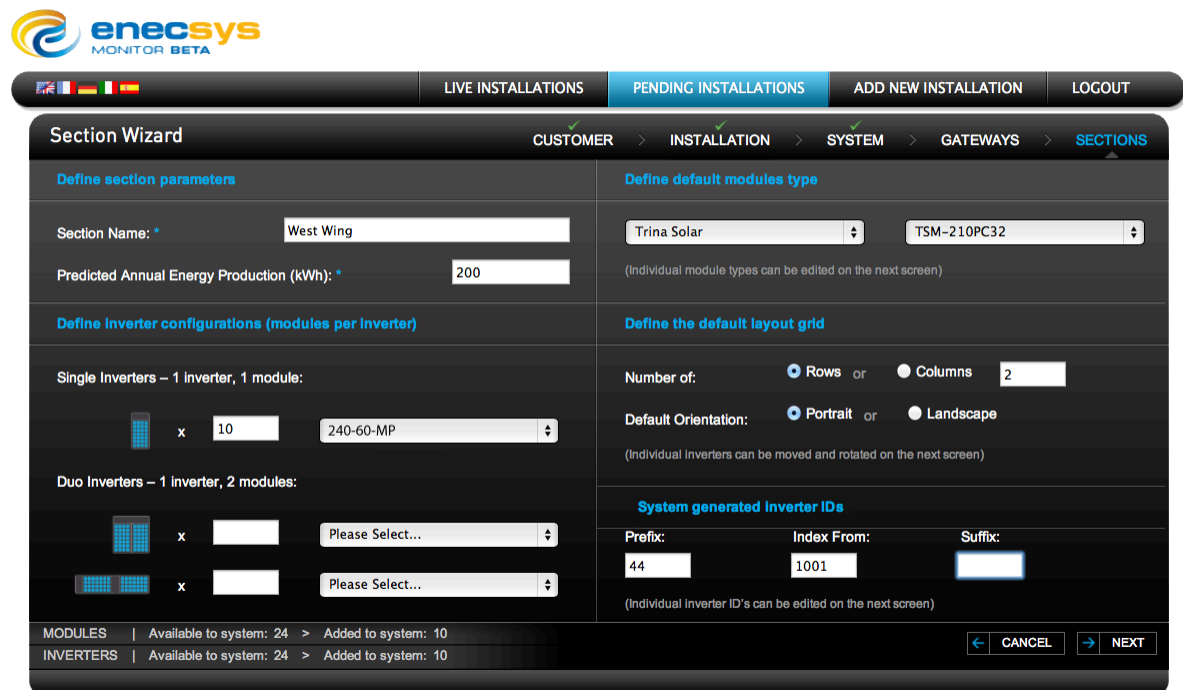 enecsys
MONITOR BETA
LIVE INSTALLATIONS
PENDING INSTALLATIONS
ADD NEW INSTALLATION
LOGOUT
Section Wizard
CUSTOMER > INSTALLATION > SYSTEM > GATEWAYS > SECTIONS
Define section parameters
Section Name: * West Wing
Predicted Annual Energy Production (kWh): * 200
Define default modules type
Trina Solar TSM-210PC32
(Individual module types can be edited on the next screen)
Define inverter configurations (modules per inverter)
Single Inverters – 1 inverter, 1 module:
x 10 240-60-MP
Duo Inverters – 1 inverter, 2 modules:
x Please Select...
x Please Select...
Define the default layout grid
Number of: Rows or Columns 2
Default Orientation: Portrait or Landscape
(Individual inverters can be moved and rotated on the next screen)
System generated inverter IDs
Prefix: Index From: Suffix:
44 1001
(Individual inverter ID's can be edited on the next screen)
MODULES | Available to system: 24 > Added to system: 10
INVERTERS | Available to system: 24 > Added to system: 10
CANCEL
NEXT